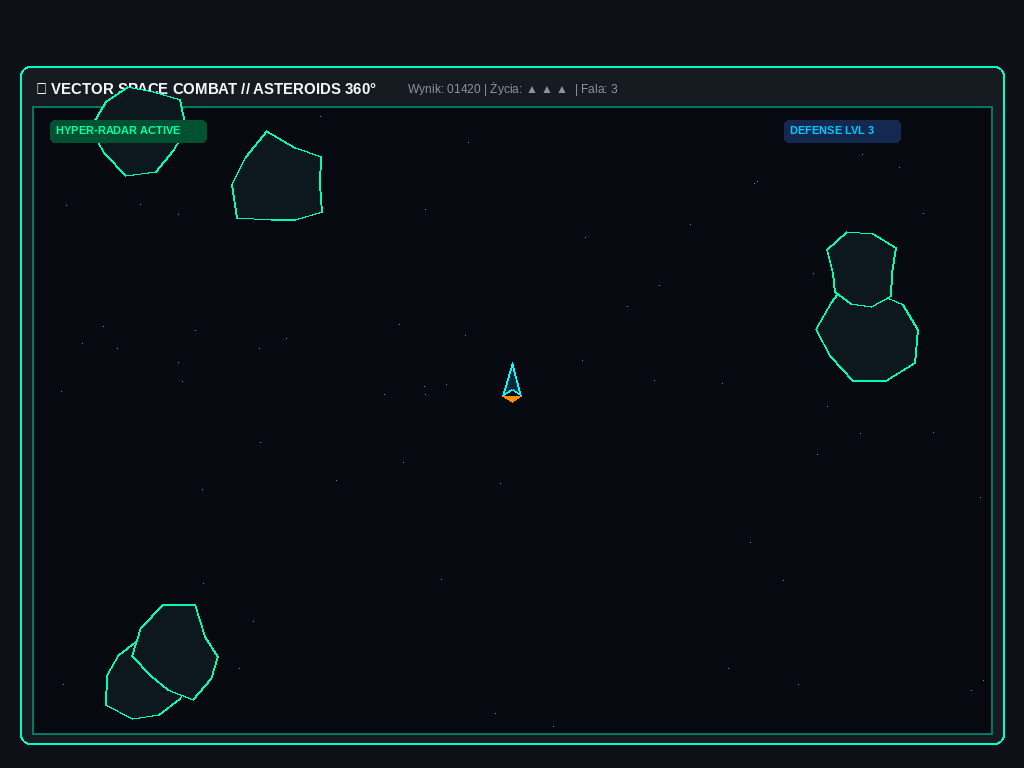 VECTOR SPACE COMBAT // ASTEROIDS 360° Wynik: 01420 | Życia: ▲ ▲ ▲ | Fala: 3
HYPER-RADAR ACTIVE
DEFENSE LVL 3